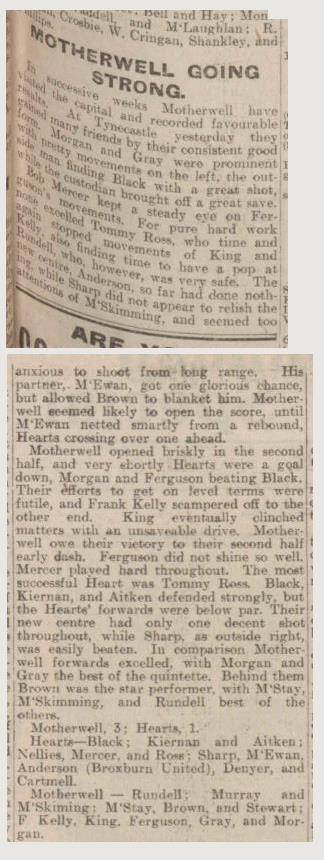 Bell and Hay; Mon
Crosbie, W. Cringan, Shankley, and
and M'Laughlan; R.
MOTHERWELL GOING
STRONG.
In successive weeks Motherwell have
visited the capital and recorded favourable
results. At Tynecastle yesterday they
gained many friends by their consistent good
form. Morgan and Gray were prominent
with pretty movements on the left, the out-
side man finding Black with a great shot,
while the custodian brought off a great save.
Bob Mercer kept a steady eye on Fer-
guson's movements. For pure hard work
none excelled Tommy Ross, who time and
again stopped movements of King and
Kelly, also finding time to have a pop at
Rundell, who, however, was very safe. The
new centre, Anderson, so far had done noth-
ing, while Sharp did not appear to relish the
attentions of M'Skimming, and seemed too
ARE
anxious to shoot from long range. His
partner, M'Ewan, got one glorious chance,
but allowed Brown to blanket him. Mother-
well seemed likely to open the score, until
M'Ewan netted smartly from a rebound,
Hearts crossing over one ahead.
Motherwell opened briskly in the second
half, and very shortly Hearts were a goal
down, Morgan and Ferguson beating Black.
Their efforts to get on level terms were
futile, and Frank Kelly scampered off to the
other end. King eventually clinched
matters with an unsaveable drive. Mother-
well owe their victory to their second half
early dash. Ferguson did not shine so well.
Mercer played hard throughout. The most
successful Heart was Tommy Ross. Black,
Kiernan, and Aitken defended strongly, but
the Hearts' forwards were below par. Their
new centre had only one decent shot
throughout, while Sharp, as outside right,
was easily beaten. In comparison Mother-
well forwards excelled, with Morgan and
Gray the best of the quintette. Behind them
Brown was the star performer, with M'Stay,
M'Skimming, and Rundell best of the
others.
Motherwell, 3; Hearts, 1.
Hearts—Black; Kiernan and Aitken;
Nellies, Mercer, and Ross; Sharp, M'Ewan,
Anderson (Broxburn United), Denyer, and
Cartmell.
Motherwell — Rundell; Murray and
M'Skiming; M'Stay, Brown, and Stewart;
F Kelly, King, Ferguson, Gray, and Mor-
gan.